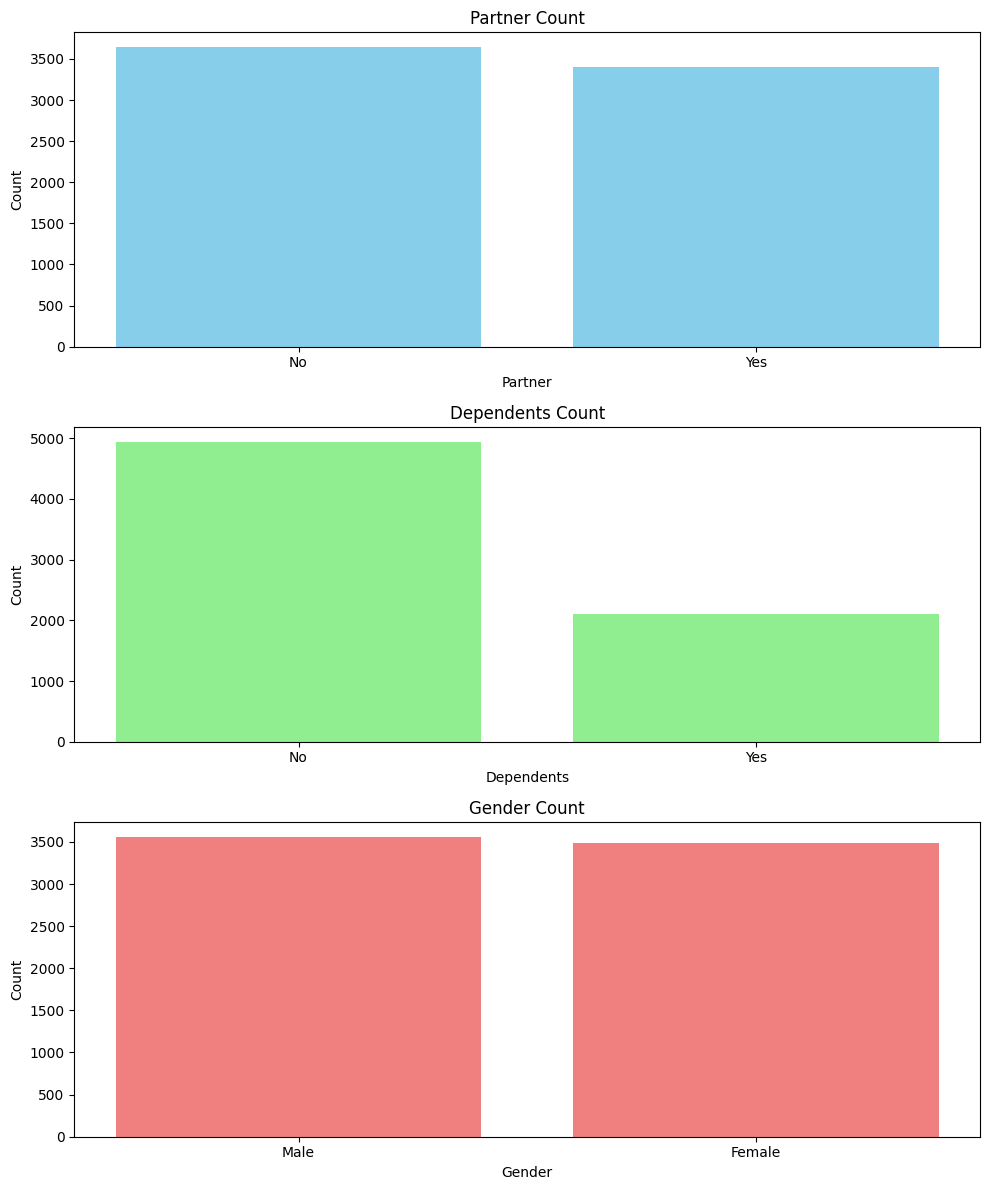 Partner Count
3500
3000
2500
2000
1500
1000
500
0
Count
No Yes
Partner
Dependents Count
5000
4000
3000
2000
1000
0
Count
No Yes
Dependents
Gender Count
3500
3000
2500
2000
1500
1000
500
0
Count
Male Female
Gender